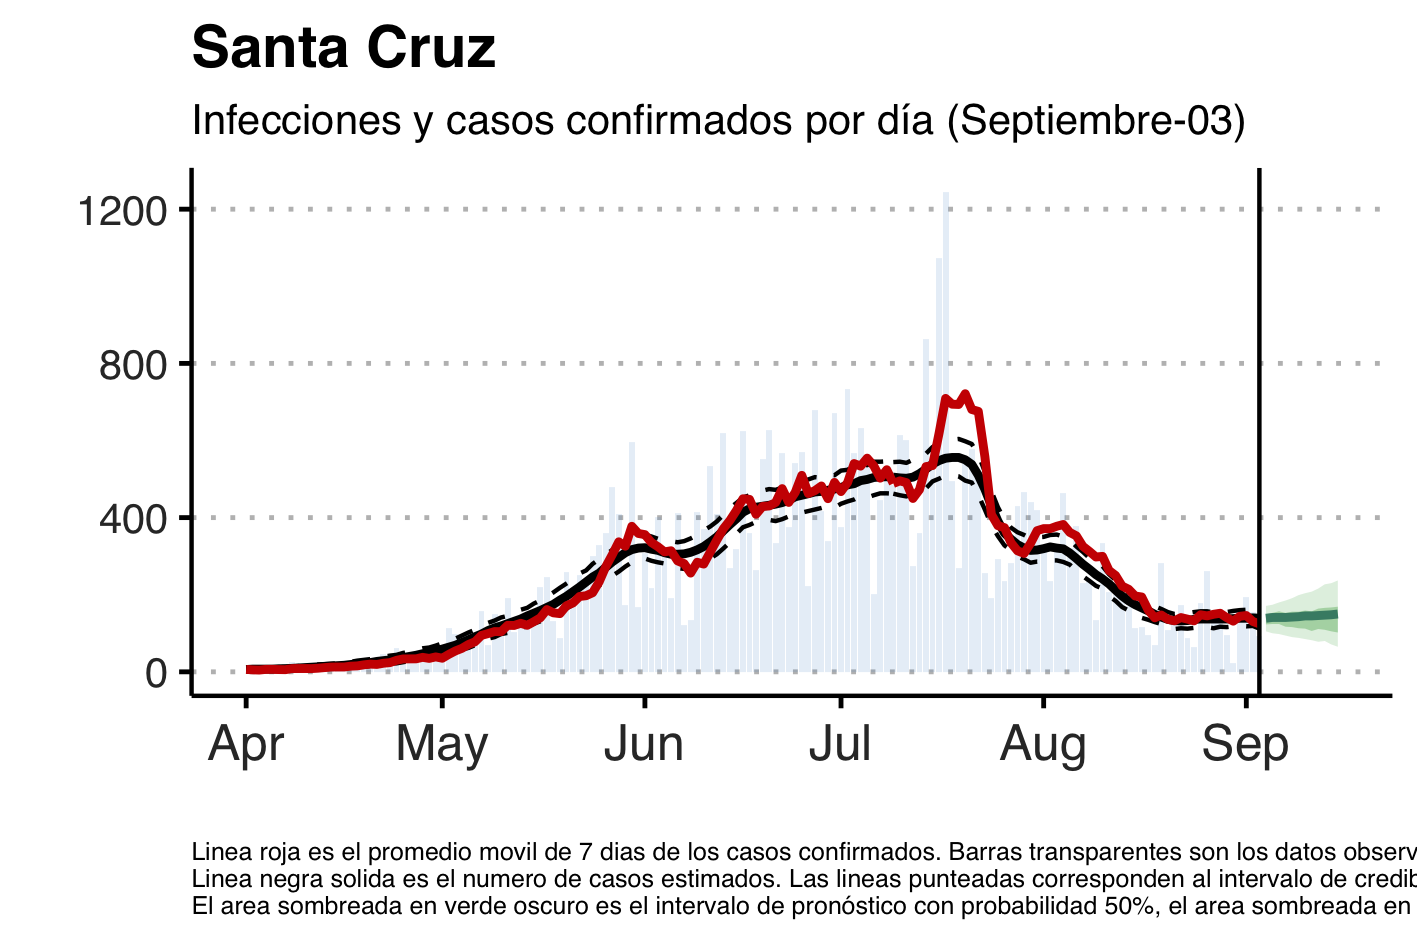 Santa Cruz
Infecciones y casos confirmados por día (Septiembre-03)
1200
800
400
0
Apr May Jun Jul Aug Sep
Linea roja es el promedio movil de 7 dias de los casos confirmados. Barras transparentes son los datos observ
Linea negra solida es el numero de casos estimados. Las lineas punteadas corresponden al intervalo de credib
El area sombreada en verde oscuro es el intervalo de pronóstico con probabilidad 50%, el area sombreada en